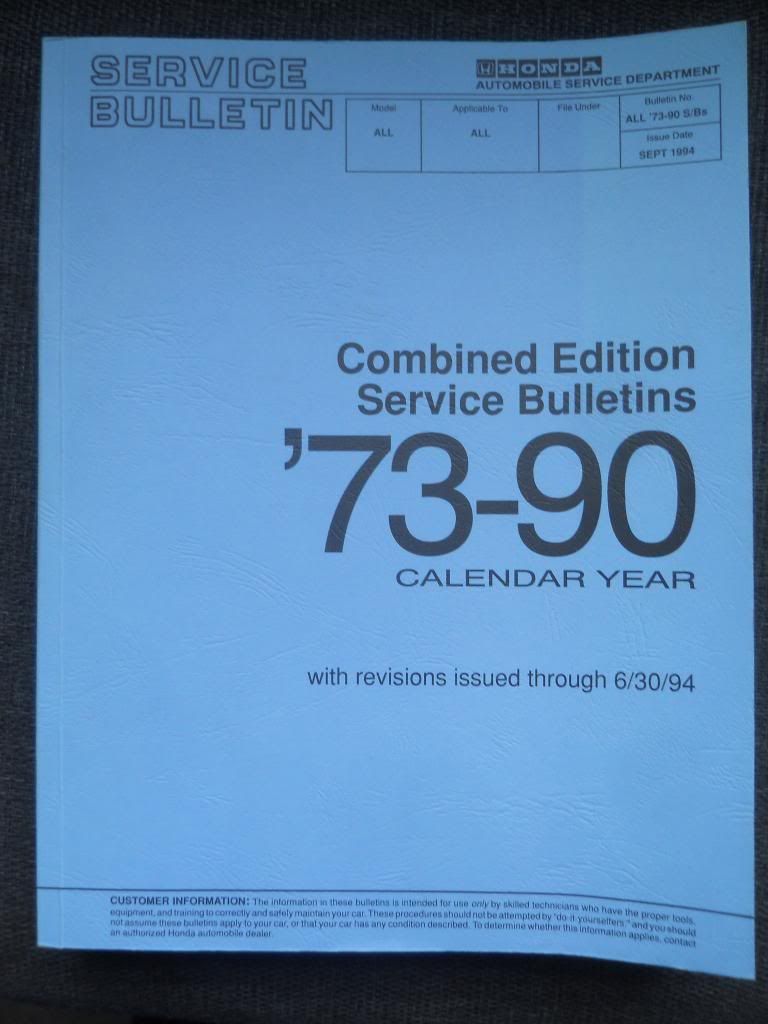 SERVICE
BULLETIN
HONDA
AUTOMOBILE SERVICE DEPARTMENT
Model
ALL
Applicable To
ALL
File Under
Bulletin No.
ALL '73-90 S/Bs
Issue Date
SEPT 1994
Combined Edition
Service Bulletins
'73-90
CALENDAR YEAR
with revisions issued through 6/30/94
CUSTOMER INFORMATION: The information in these bulletins is intended for use only by skilled technicians who have the proper tools,
equipment, and training to correctly and safely maintain your car. These procedures should not be attempted by "do-it-yourselfers," and you should
not assume these bulletins apply to your car, or that your car has any condition described. To determine whether this information applies, contact
an authorized Honda automobile dealer.